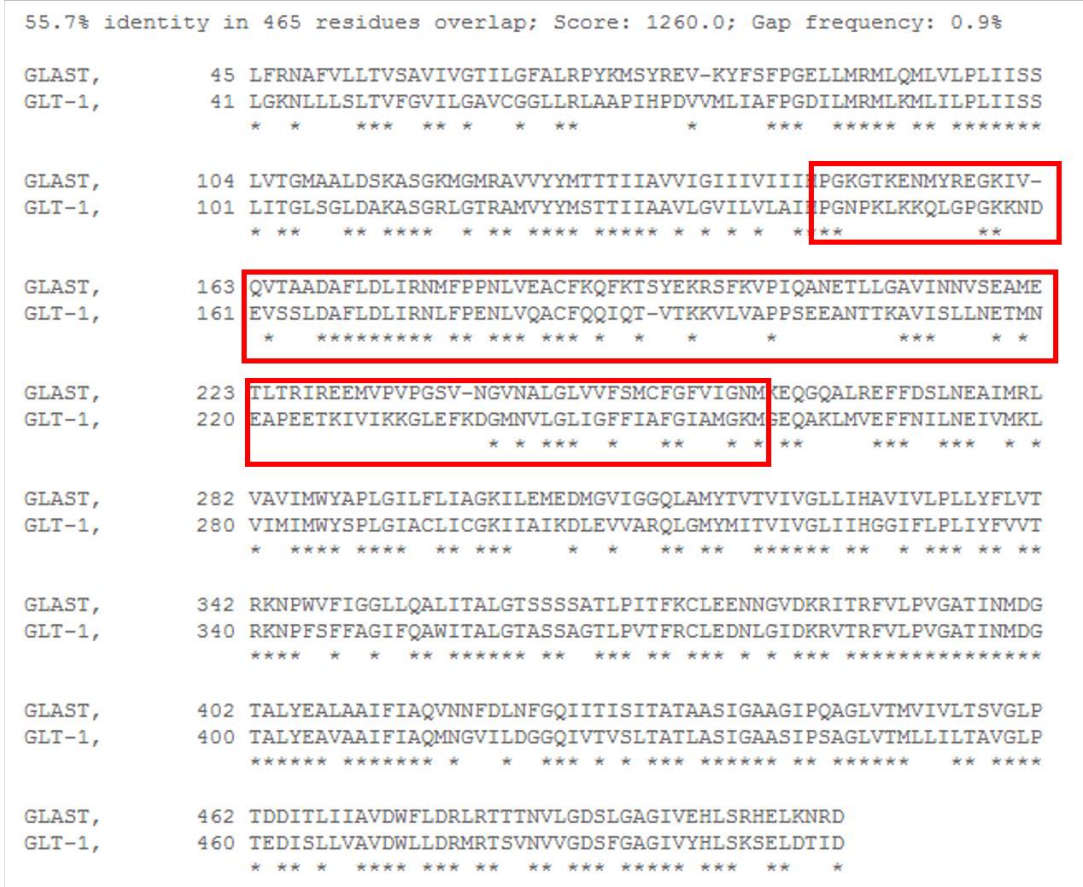 55.7% identity in 465 residues overlap; Score: 1260.0; Gap frequency: 0.9%
GLAST, 45 LFRNAFVLLTVSAVIVGTILGFALRPYKMSYREV-KYFSFPGELLMRMLQMLVLPLIISS
GLT-1, 41 LGKNLLLSLTVFGVILGAVCGGLLRLAAPIHPDVVMLIAFPGDILMRMLKMLILPLIISS
* * *** ** * * ** * *** ***** ** *******
GLAST, 104 LVTGMAALDSKASGKMGMRAVVYYMTTTIIAVVIGIIIVIIIHPGKGTKENMYREGKIV-
GLT-1, 101 LITGLSGLDAKASGRLGTRAMVYYMSTTIIAAVLGVILVLAIHPGNPKLKKQLGPGKKND
* ** ** **** * ** **** ***** * * * * **** **
GLAST, 163 QVTAADAFLDLIRNMFPPNLVEACFKQFKTSYEKRSFKVPIQANETLLGAVINNVSEAME
GLT-1, 161 EVSSLDAFLDLIRNLFPENLVQACFQQIQT-VTKKVLVAPPSEEANTTKAVISLLNETMN
* ********* ** *** *** * * * * *** * *
GLAST, 223 TLTRIREEMVPVPGSV-NGVNALGLVVFSMCFGFVIGNMKEQGQALREFFDSLNEAIMRL
GLT-1, 220 EAPEETKIVIKKGLEFKDGMNVLGLIGFFIAFGIAMGKMGEQAKLMVEFFNILNEIVMKL
* * *** * ** * * ** *** *** * *
GLAST, 282 VAVIMWYAPLGILFLIAGKILEMEDMGVIGGQLAMYTVTVIVGLLIHAVIVLPLLYFLVT
GLT-1, 280 VIMIMWYSPLGIACLICGKIIAIKDLEVVARQLGMYMITVIVGLIIHGGIFLPLIYFVVT
* **** **** ** *** * * ** ** ****** ** * *** ** **
GLAST, 342 RKNPWVFIGGLLQALITALGTSSSSATLPITFKCLEENNGVDKRITRFVLPVGATINMDG
GLT-1, 340 RKNPFSFFAGIFQAWITALGTASSAGTLPVTFRCLEDNLGIDKRVTRFVLPVGATINMDG
**** * * ** ****** ** *** ** *** * * *** ***************
GLAST, 402 TALYEALAAIFIAQVNNFDLNFGQIITISITATAASIGAAGIPQAGLVTMVIVLTSVGLP
GLT-1, 400 TALYEAVAAIFIAQMNGVILDGGQIVTVSLTATLASIGAASIPSAGLVTMLLILTAVGLP
****** ******* * * *** * * *** ****** ** ****** ** ****
GLAST, 462 TDDITLIIAVDWFLDRLRTTTNVLGDSLGAGIVEHLSRHELKNRD
GLT-1, 460 TEDISLLVAVDWLLDRMRTSVNVVGDSFGAGIVYHLSKSELDTID
* ** * **** *** ** ** *** ***** *** ** *